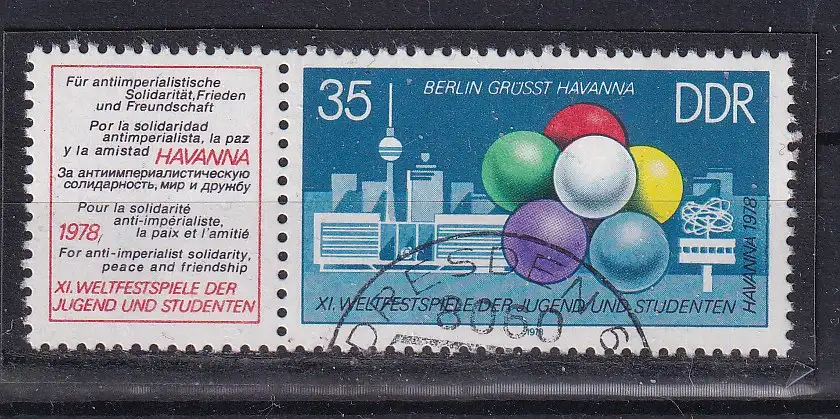 Für antiimperialistische
Solidarität, Frieden
und Freundschaft
Por la solidaridad
antimperialista, la paz
y la amistad HAVANNA
За антиимпериалистическую
солидарность, мир и дружбу
Pour la solidarité
anti-impérialiste,
1978, la paix et l'amitié
For anti-imperialist solidarity,
peace and friendship
XI. WELTFESTSPIELE DER
JUGEND UND STUDENTEN
35 BERLIN GRÜSST HAVANNA DDR
HAVANNA 1978
XI. WELTFESTSPIELE DER JUGEND UND STUDENTEN
1978
DRESDEN 6
8060